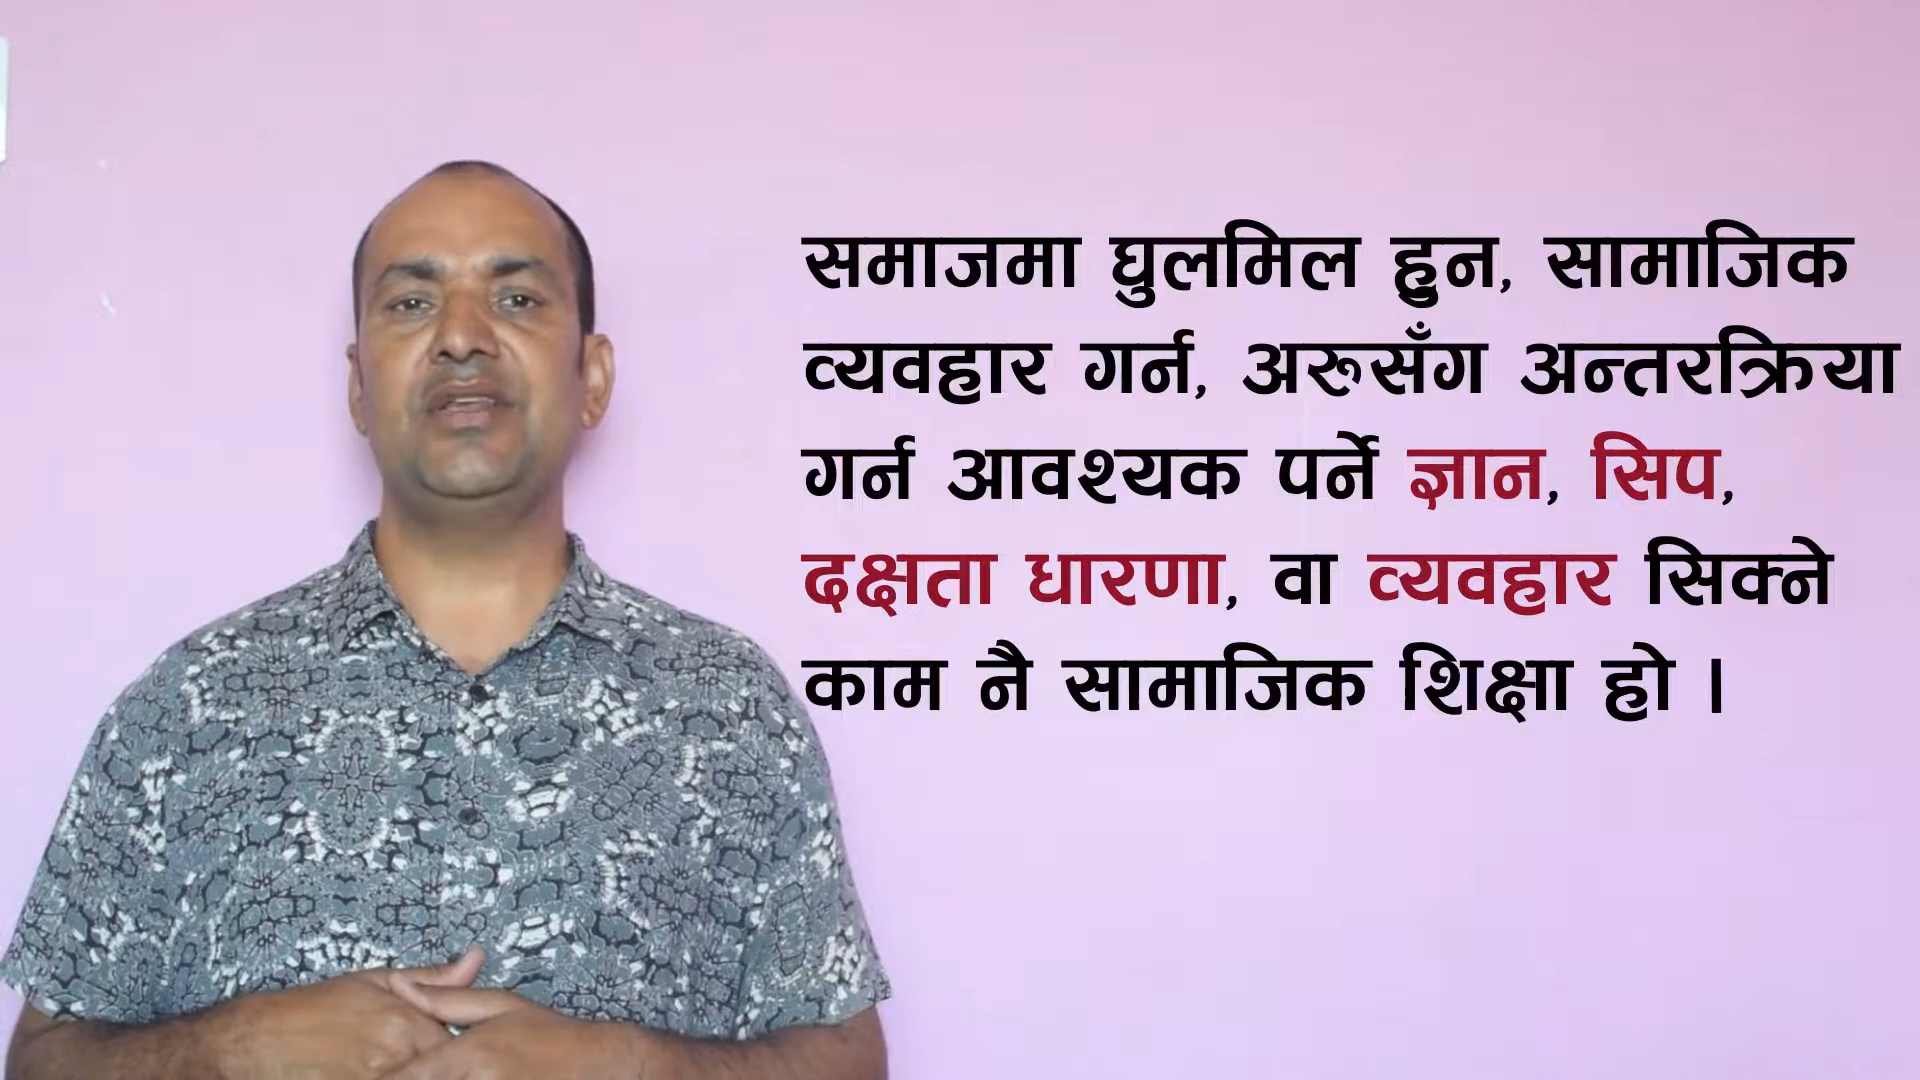 समाजमा घुलमिल हुन, सामाजिक
व्यवहार गर्न, अरूसँग अन्तरक्रिया
गर्न आवश्यक पर्ने ज्ञान, सिप,
दक्षता धारणा, वा व्यवहार सिक्ने
काम नै सामाजिक शिक्षा हो ।